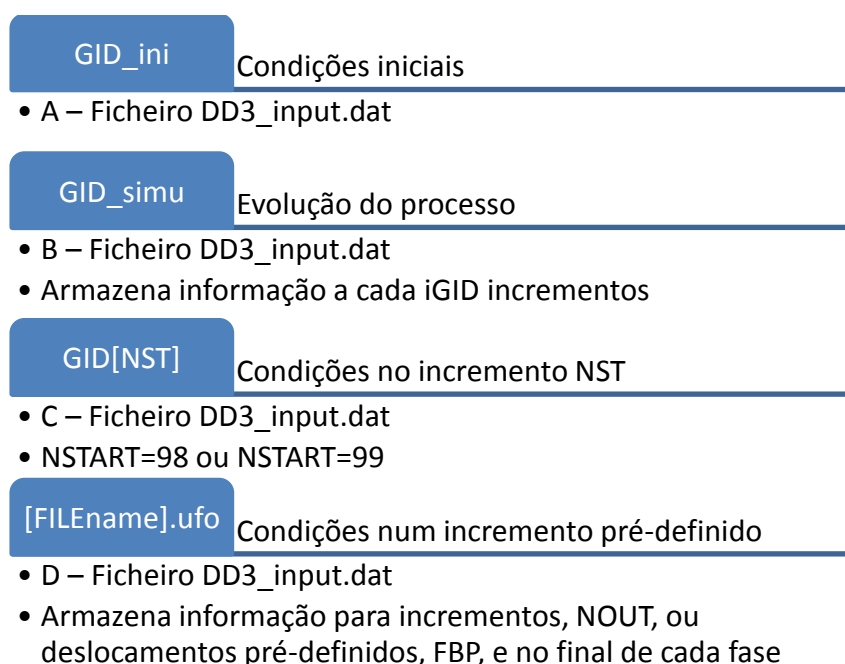 GID_ini
Condições iniciais
• A – Ficheiro DD3_input.dat
GID_simu
Evolução do processo
• B – Ficheiro DD3_input.dat
• Armazena informação a cada iGID incrementos
GID[NST]
Condições no incremento NST
• C – Ficheiro DD3_input.dat
• NSTART=98 ou NSTART=99
[FILEname].ufo
Condições num incremento pré-definido
• D – Ficheiro DD3_input.dat
• Armazena informação para incrementos, NOUT, ou
deslocamentos pré-definidos, FBP, e no final de cada fase